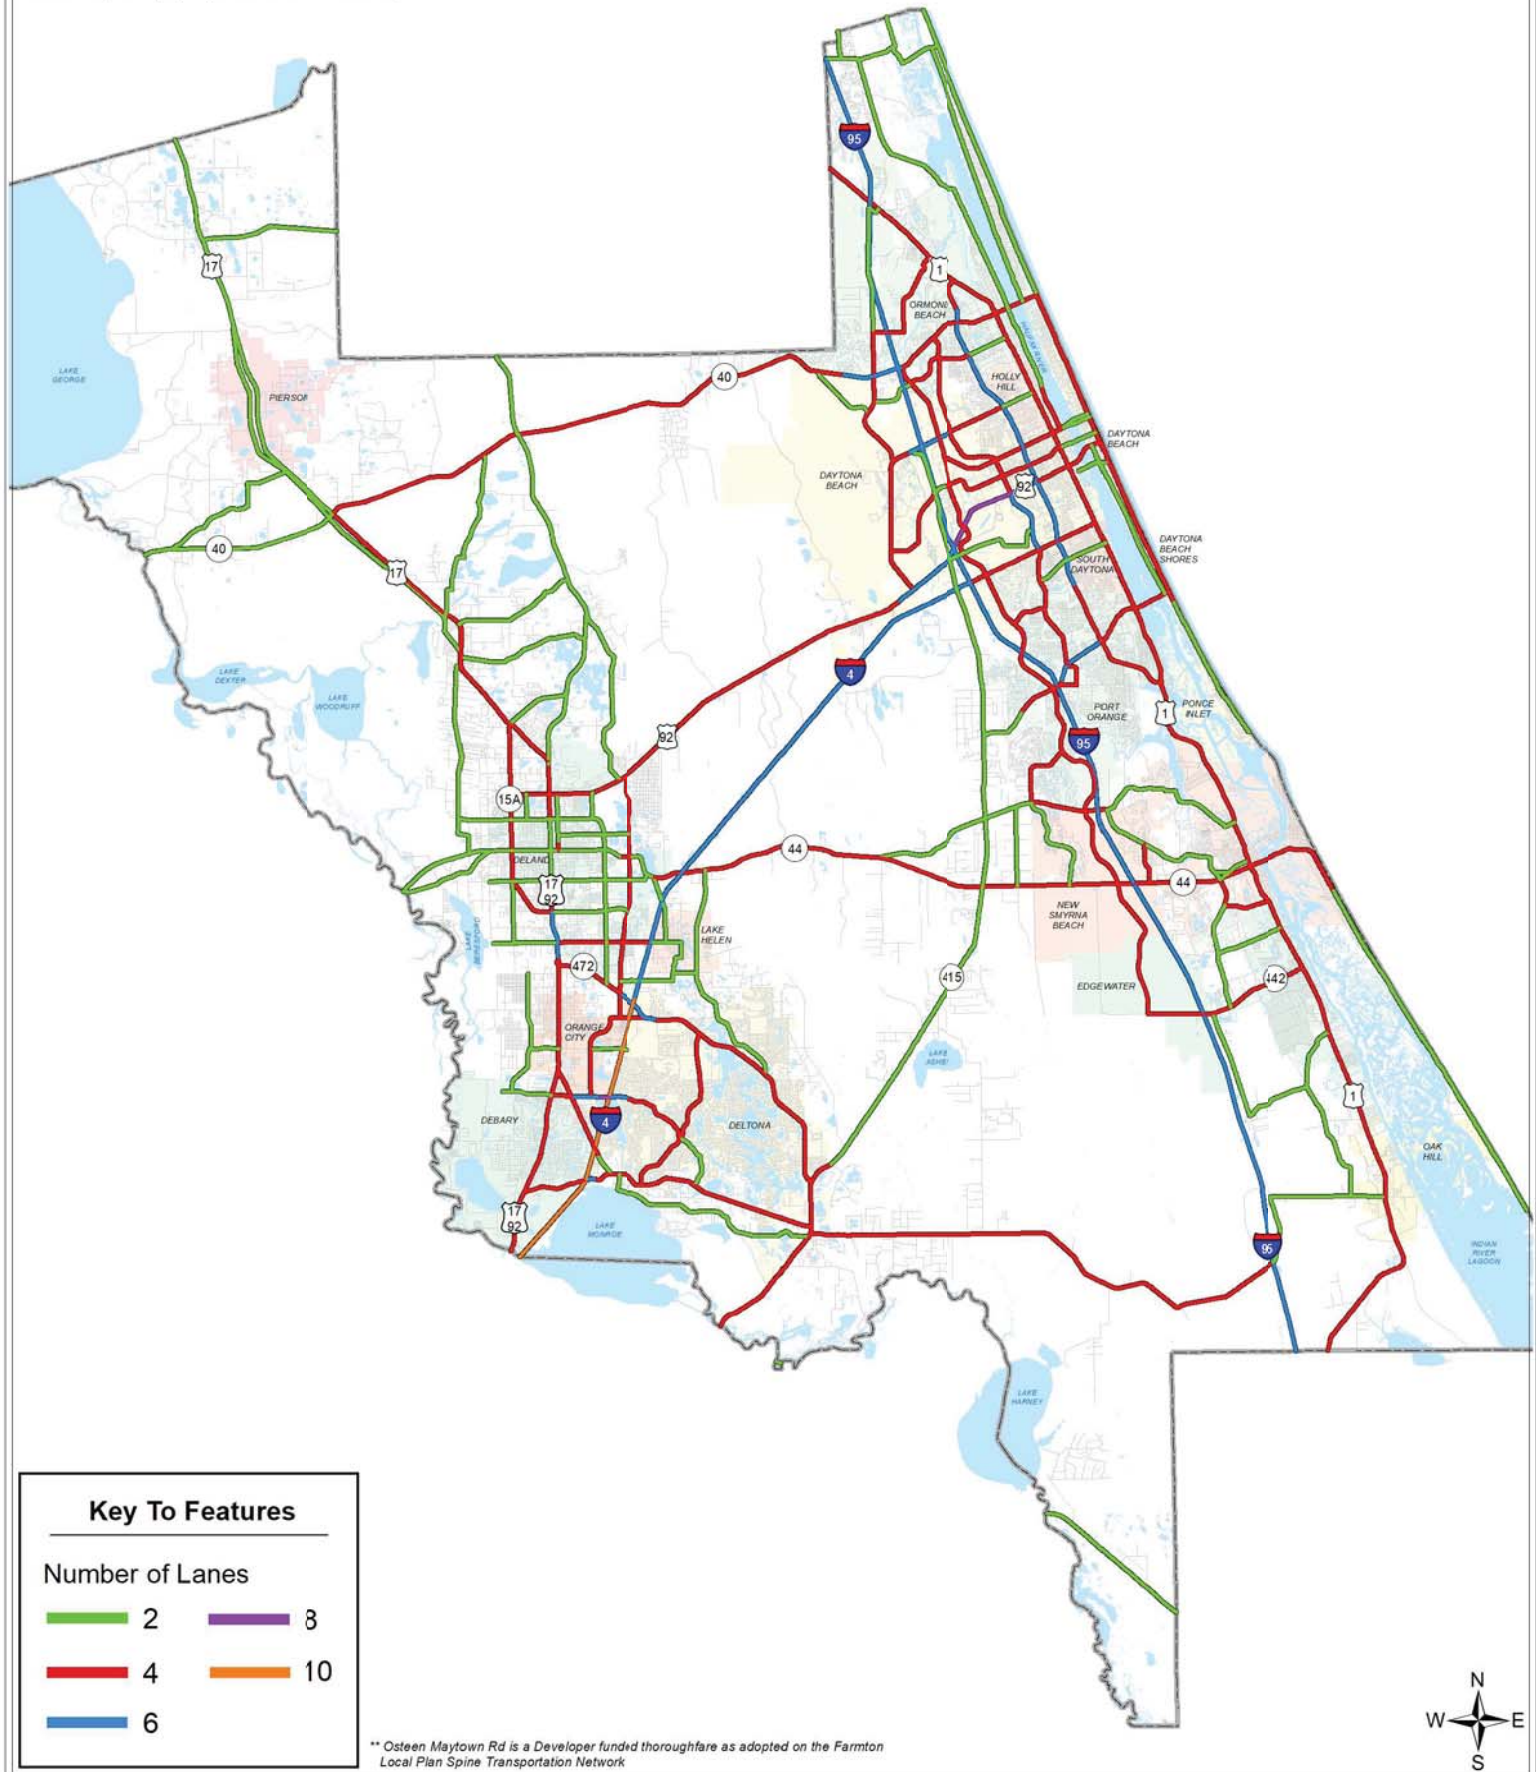 95
17
1
ORMOND
BEACH
HALIFAX RIVER
LAKE
GEORGE
40
HOLLY
HILL
PIERSON
DAYTONA
BEACH
DAYTONA
BEACH
92
40
DAYTONA
BEACH
SHORES
17
SOUTH
DAYTONA
LAKE
DEXTER
4
LAKE
WOODRUFF
PORT
ORANGE
1
PONCE
INLET
92
95
15A
44
DELAND
17
92
44
NEW
SMYRNA
BEACH
LAKE
BERESFORD
LAKE
HELEN
472
415
442
EDGEWATER
ORANGE
CITY
LAKE
ASHBY
1
DEBARY
4
DELTONA
OAK
HILL
17
92
LAKE
MONROE
95
INDIAN
RIVER
LAGOON
LAKE
HARNEY
Key To Features
Number of Lanes
2
8
4
10
6
N
W
E
S
** Osteen Maytown Rd is a Developer funded thoroughfare as adopted on the Farmton
Local Plan Spine Transportation Network